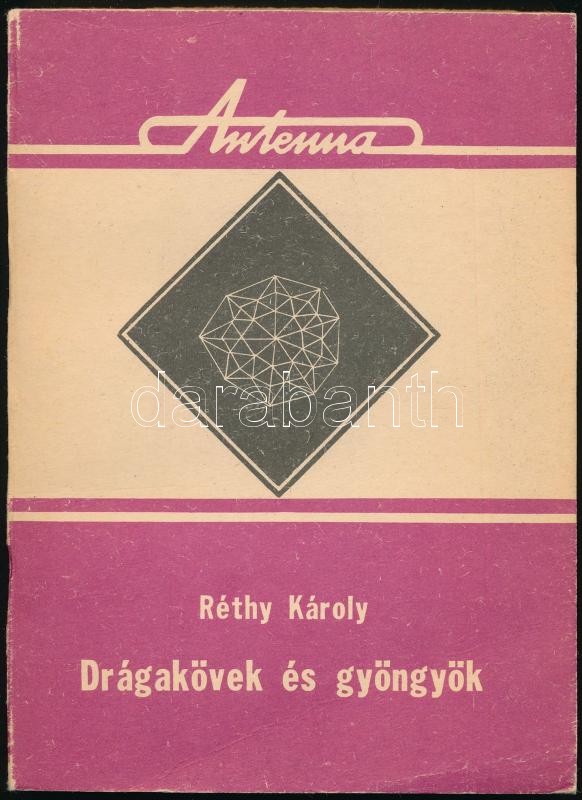 Antenna
darabanth
Réthy Károly
Drágakövek és gyöngyök